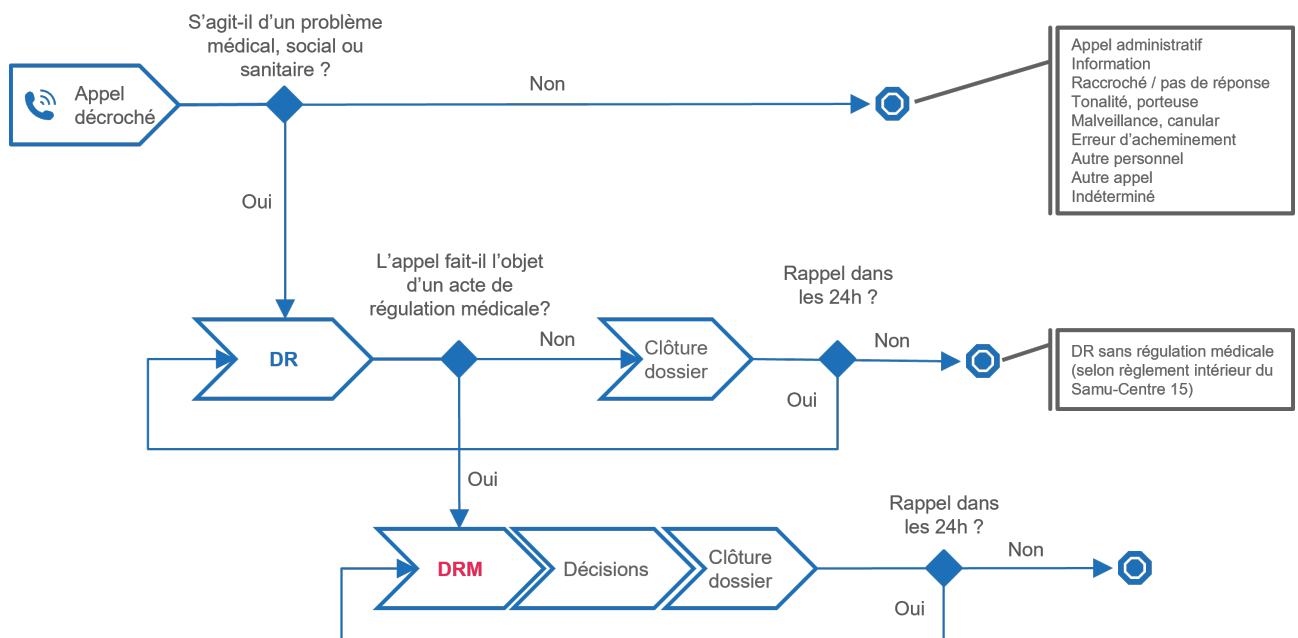 S’agit-il d’un problème
médical, social ou
sanitaire ?
Appel
décroché
Non
Appel administratif
Information
Raccroché / pas de réponse
Tonalité, porteuse
Malveillance, canular
Erreur d’acheminement
Autre personnel
Autre appel
Indéterminé
Oui
L’appel fait-il l’objet
d’un acte de
régulation médicale?
Rappel dans
les 24h ?
DR
Non
Clôture
dossier
Non
Oui
DR sans régulation médicale
(selon règlement intérieur du
Samu-Centre 15)
Oui
Rappel dans
les 24h ?
DRM
Décisions
Clôture
dossier
Non
Oui